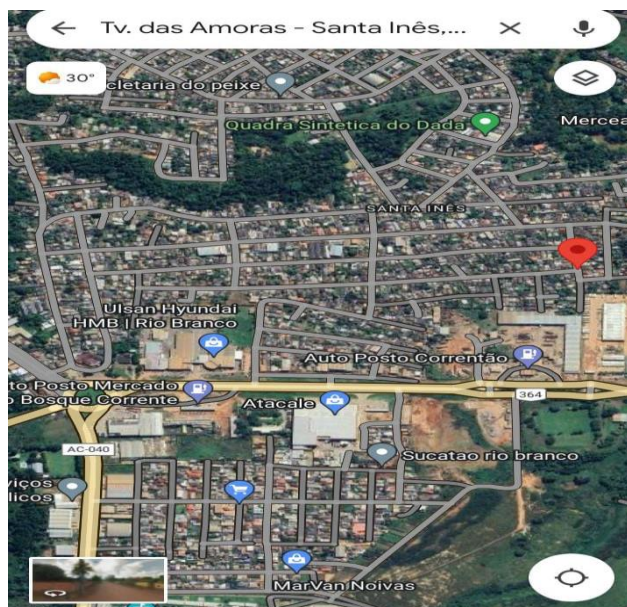 Tv. das Amoras - Santa Inês,...
30°
cletaria do peixe
Quadra Sintetica do Dada
Mercea
SANTA INÊS
Ulsan Hyundai
HMB | Rio Branco
Auto Posto Correntão
to Posto Mercado
o Bosque Corrente
Atacale
364
AC-040
Sucatao rio branco
viços
licos
MarVan Noivas